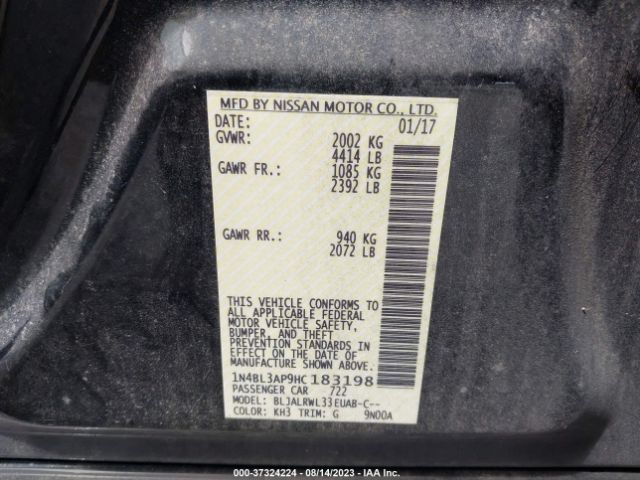 MFD BY NISSAN MOTOR CO., LTD.
DATE: 01/17
GVWR: 2002 KG
4414 LB
GAWR FR.: 1085 KG
2392 LB
GAWR RR.: 940 KG
2072 LB
THIS VEHICLE CONFORMS TO
ALL APPLICABLE FEDERAL
MOTOR VEHICLE SAFETY,
BUMPER, AND THEFT
PREVENTION STANDARDS IN
EFFECT ON THE DATE OF
MANUFACTURE SHOWN ABOVE.
1N4BL3AP9HC183198
PASSENGER CAR 722
MODEL: BLJALRWL33EUAB-C--
COLOR: KH3 TRIM: G 9N00A
000-37324224 - 08/14/2023 - IAA Inc.